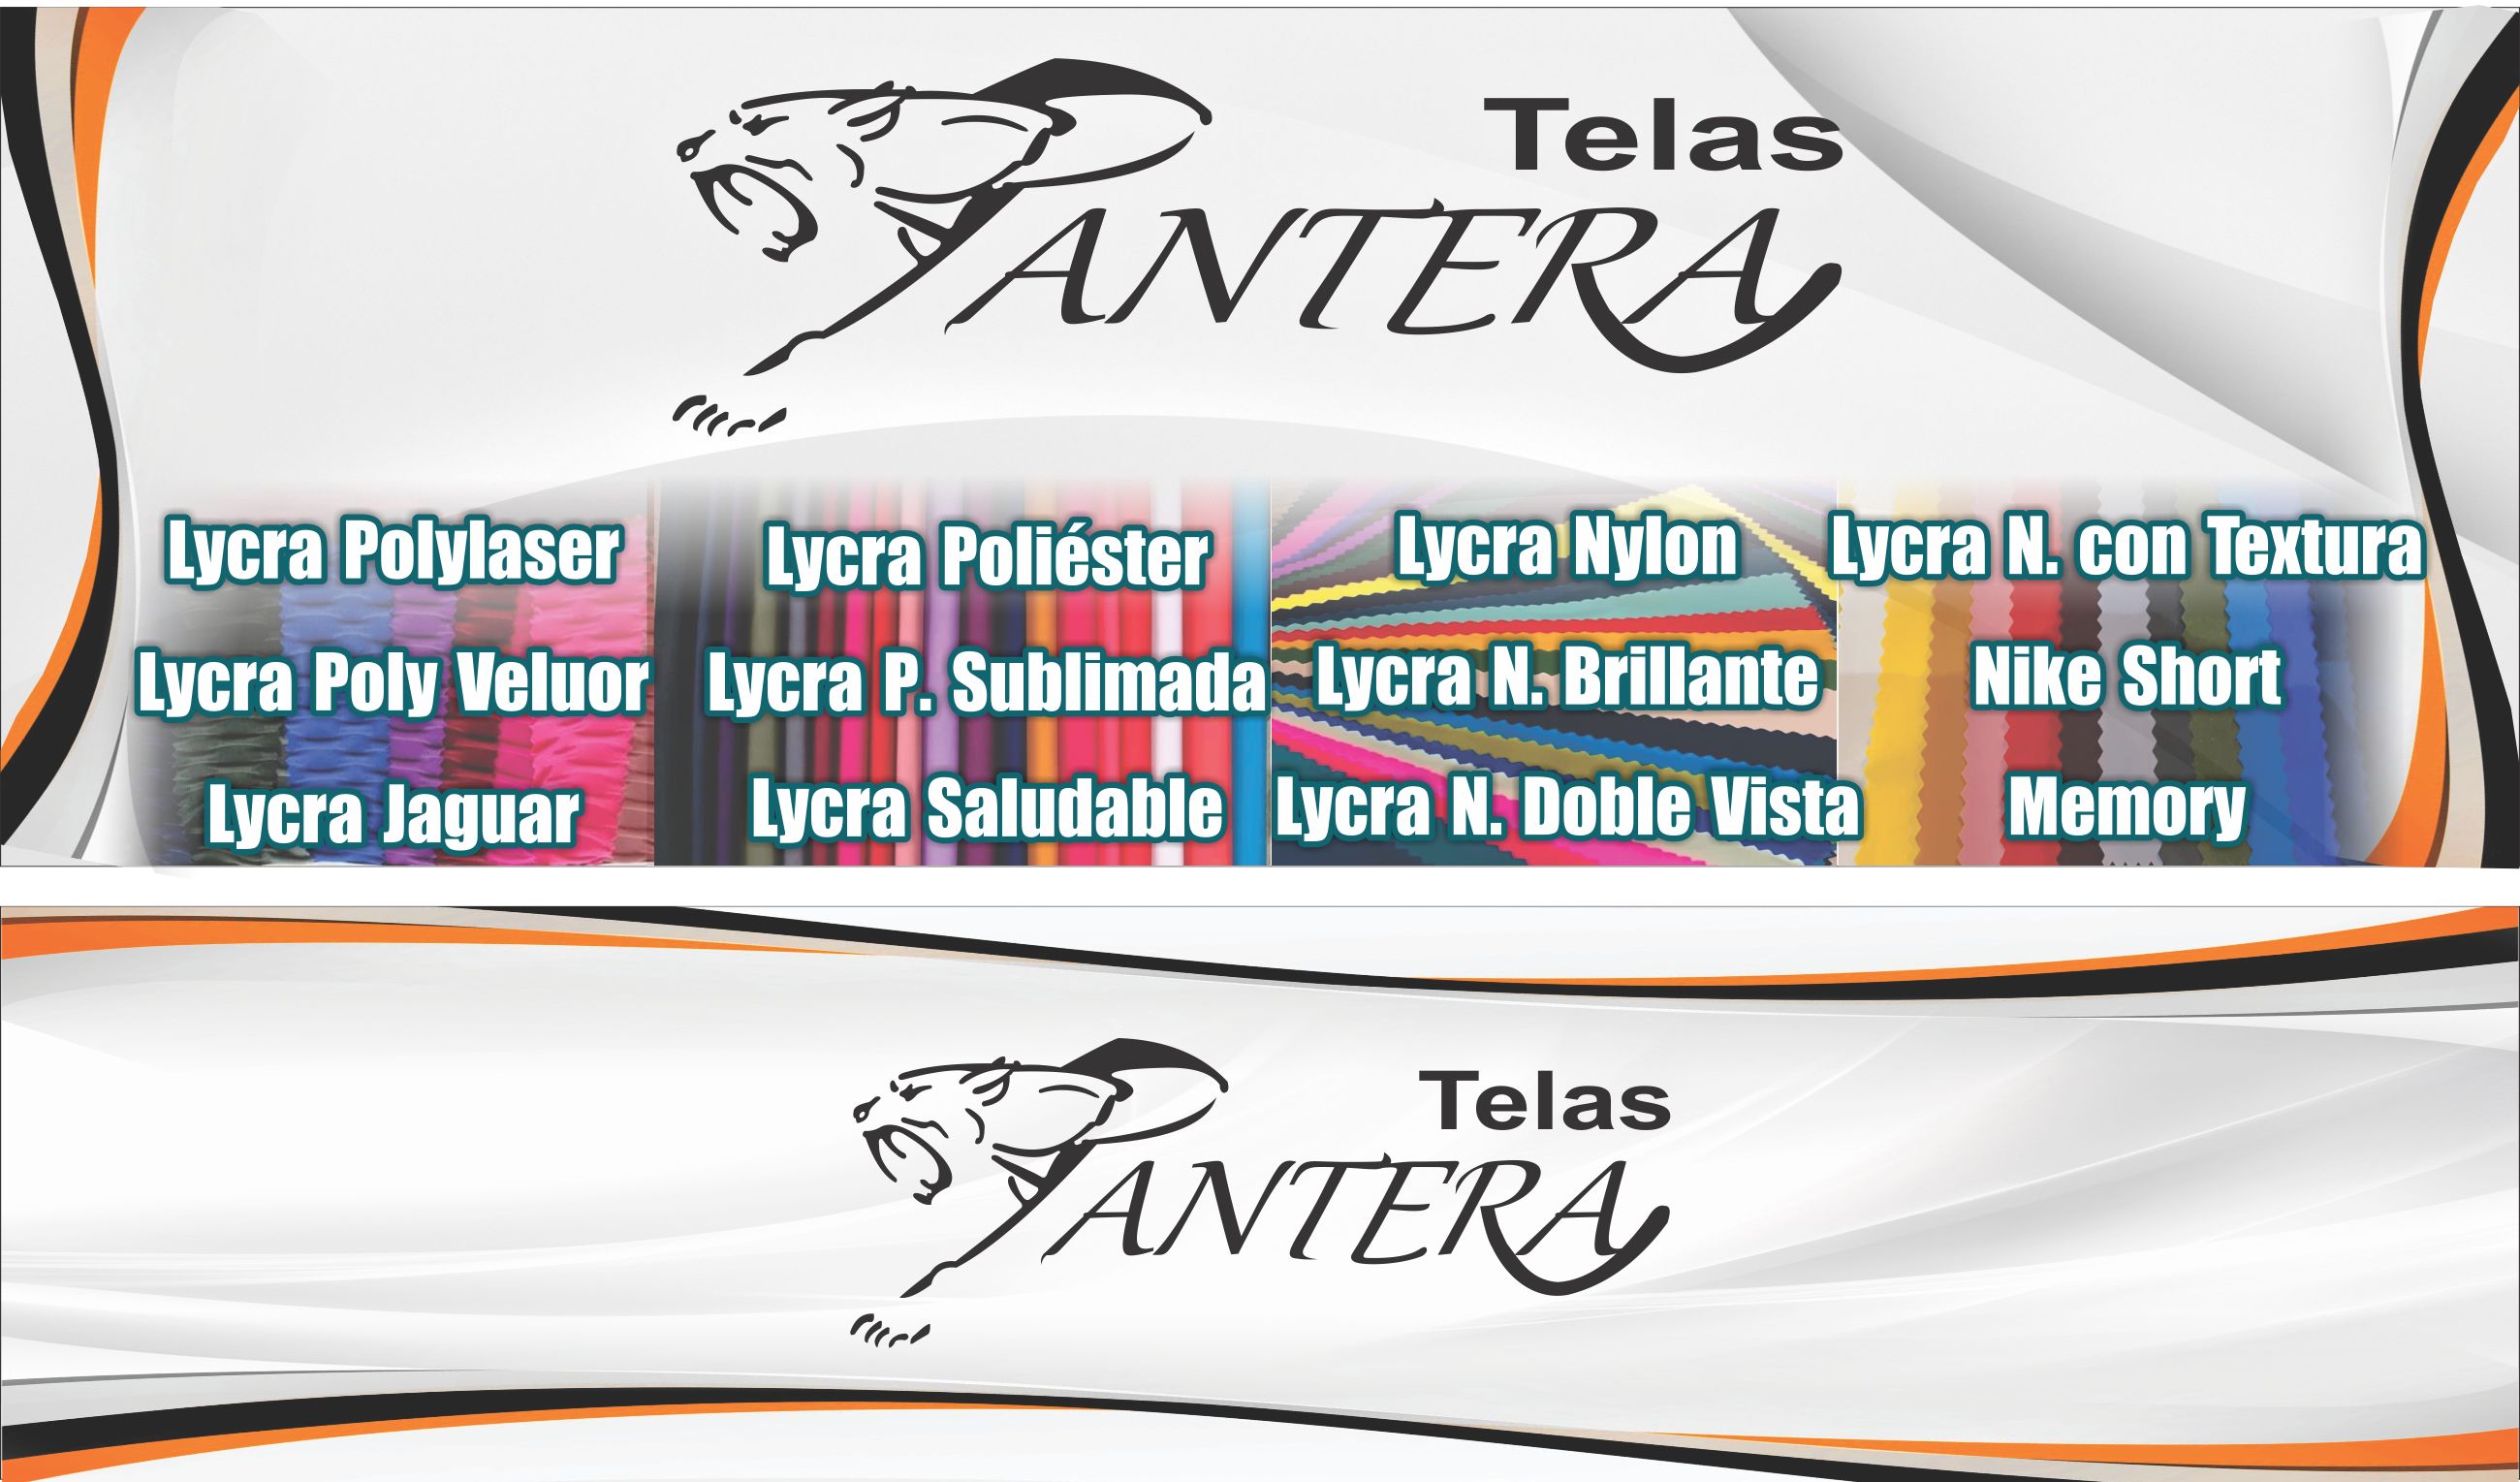 Telas
PANTERA
Lycra Polylaser
Lycra Poly Veluor
Lycra Jaguar
Lycra Poliéster
Lycra P. Sublimada
Lycra Saludable
Lycra Nylon
Lycra N. Brillante
Lycra N. Doble Vista
Lycra N. con Textura
Nike Short
Memory
Telas
PANTERA